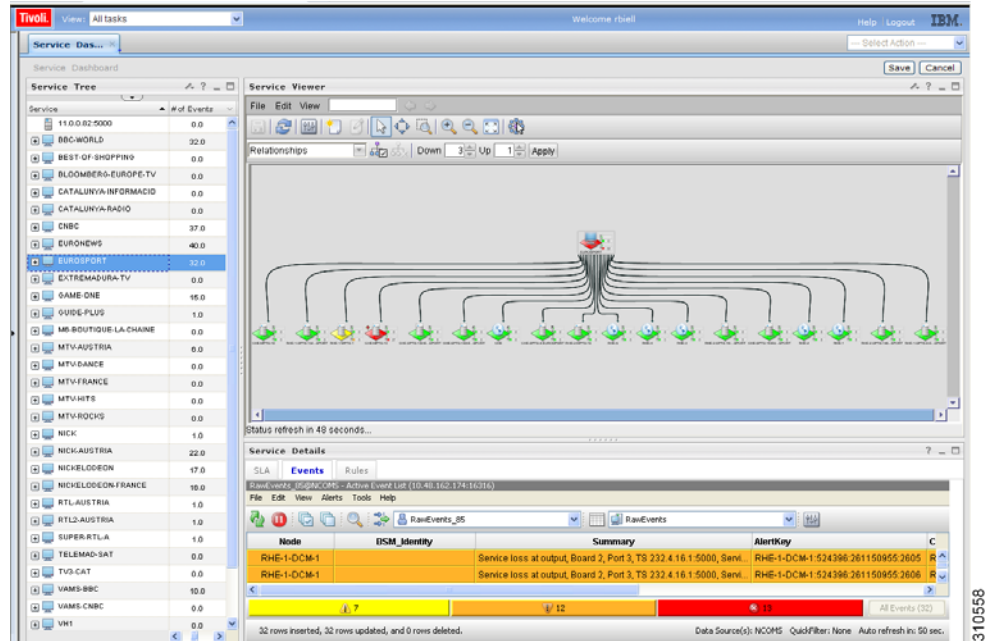 Tivoli. View: All tasks Welcome rbiell Help Logout IBM.
Service Das... --- Select Action ---
Service Dashboard Save Cancel
Service Tree
Service # of Events
11.0.0.82:5000 0.0
BBC-WORLD 32.0
BEST-OF-SHOPPING 0.0
BLOOMBERG-EUROPE-TV 0.0
CATALUNYA-INFORMACIO 0.0
CATALUNYA-RADIO 0.0
CNBC 37.0
EURONEWS 40.0
EUROSPORT 32.0
EXTREMADURA-TV 0.0
GAME-ONE 15.0
GUIDE-PLUS 1.0
M6-BOUTIQUE-LA-CHAINE 0.0
MTV-AUSTRIA 6.0
MTV-DANCE 0.0
MTV-FRANCE 0.0
MTV-HITS 0.0
MTV-ROCKS 0.0
NICK 1.0
NICK-AUSTRIA 22.0
NICKELODEON 17.0
NICKELODEON-FRANCE 16.0
RTL-AUSTRIA 1.0
RTL2-AUSTRIA 1.0
SUPER-RTL-A 1.0
TELEMAD-SAT 0.0
TV3-CAT 0.0
VAMS-BBC 10.0
VAMS-CNBC 0.0
VH1 0.0
Service Viewer
File Edit View
Relationships Down 3 Up 1 Apply
Status refresh in 48 seconds...
Service Details
SLA Events Rules
RawEvents_85@NCOMS - Active Event List (10.48.162.174:16316)
File Edit View Alerts Tools Help
RawEvents_85 RawEvents
Node BSM_Identity Summary AlertKey C
RHE-1-DCM-1 Service loss at output, Board 2, Port 3, TS 232.4.16.1:5000, Servi... RHE-1-DCM-1:524396:261150955:2605 R
RHE-1-DCM-1 Service loss at output, Board 2, Port 3, TS 232.4.16.1:5000, Servi... RHE-1-DCM-1:524396:261150955:2606 R
7 12 13 All Events (32)
32 rows inserted, 32 rows updated, and 0 rows deleted. Data Source(s): NCOMS QuickFilter: None Auto refresh in: 50 sec.
310558